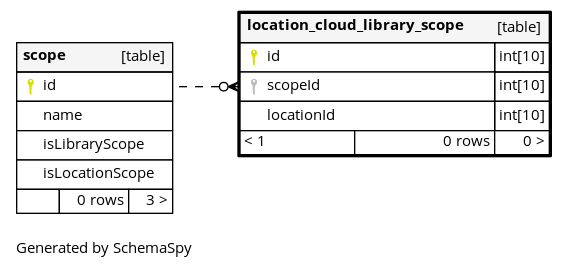 scope [table]
id
name
isLibraryScope
isLocationScope
0 rows 3 >
location_cloud_library_scope [table]
id int[10]
scopeId int[10]
locationId int[10]
< 1 0 rows 0 >
Generated by SchemaSpy